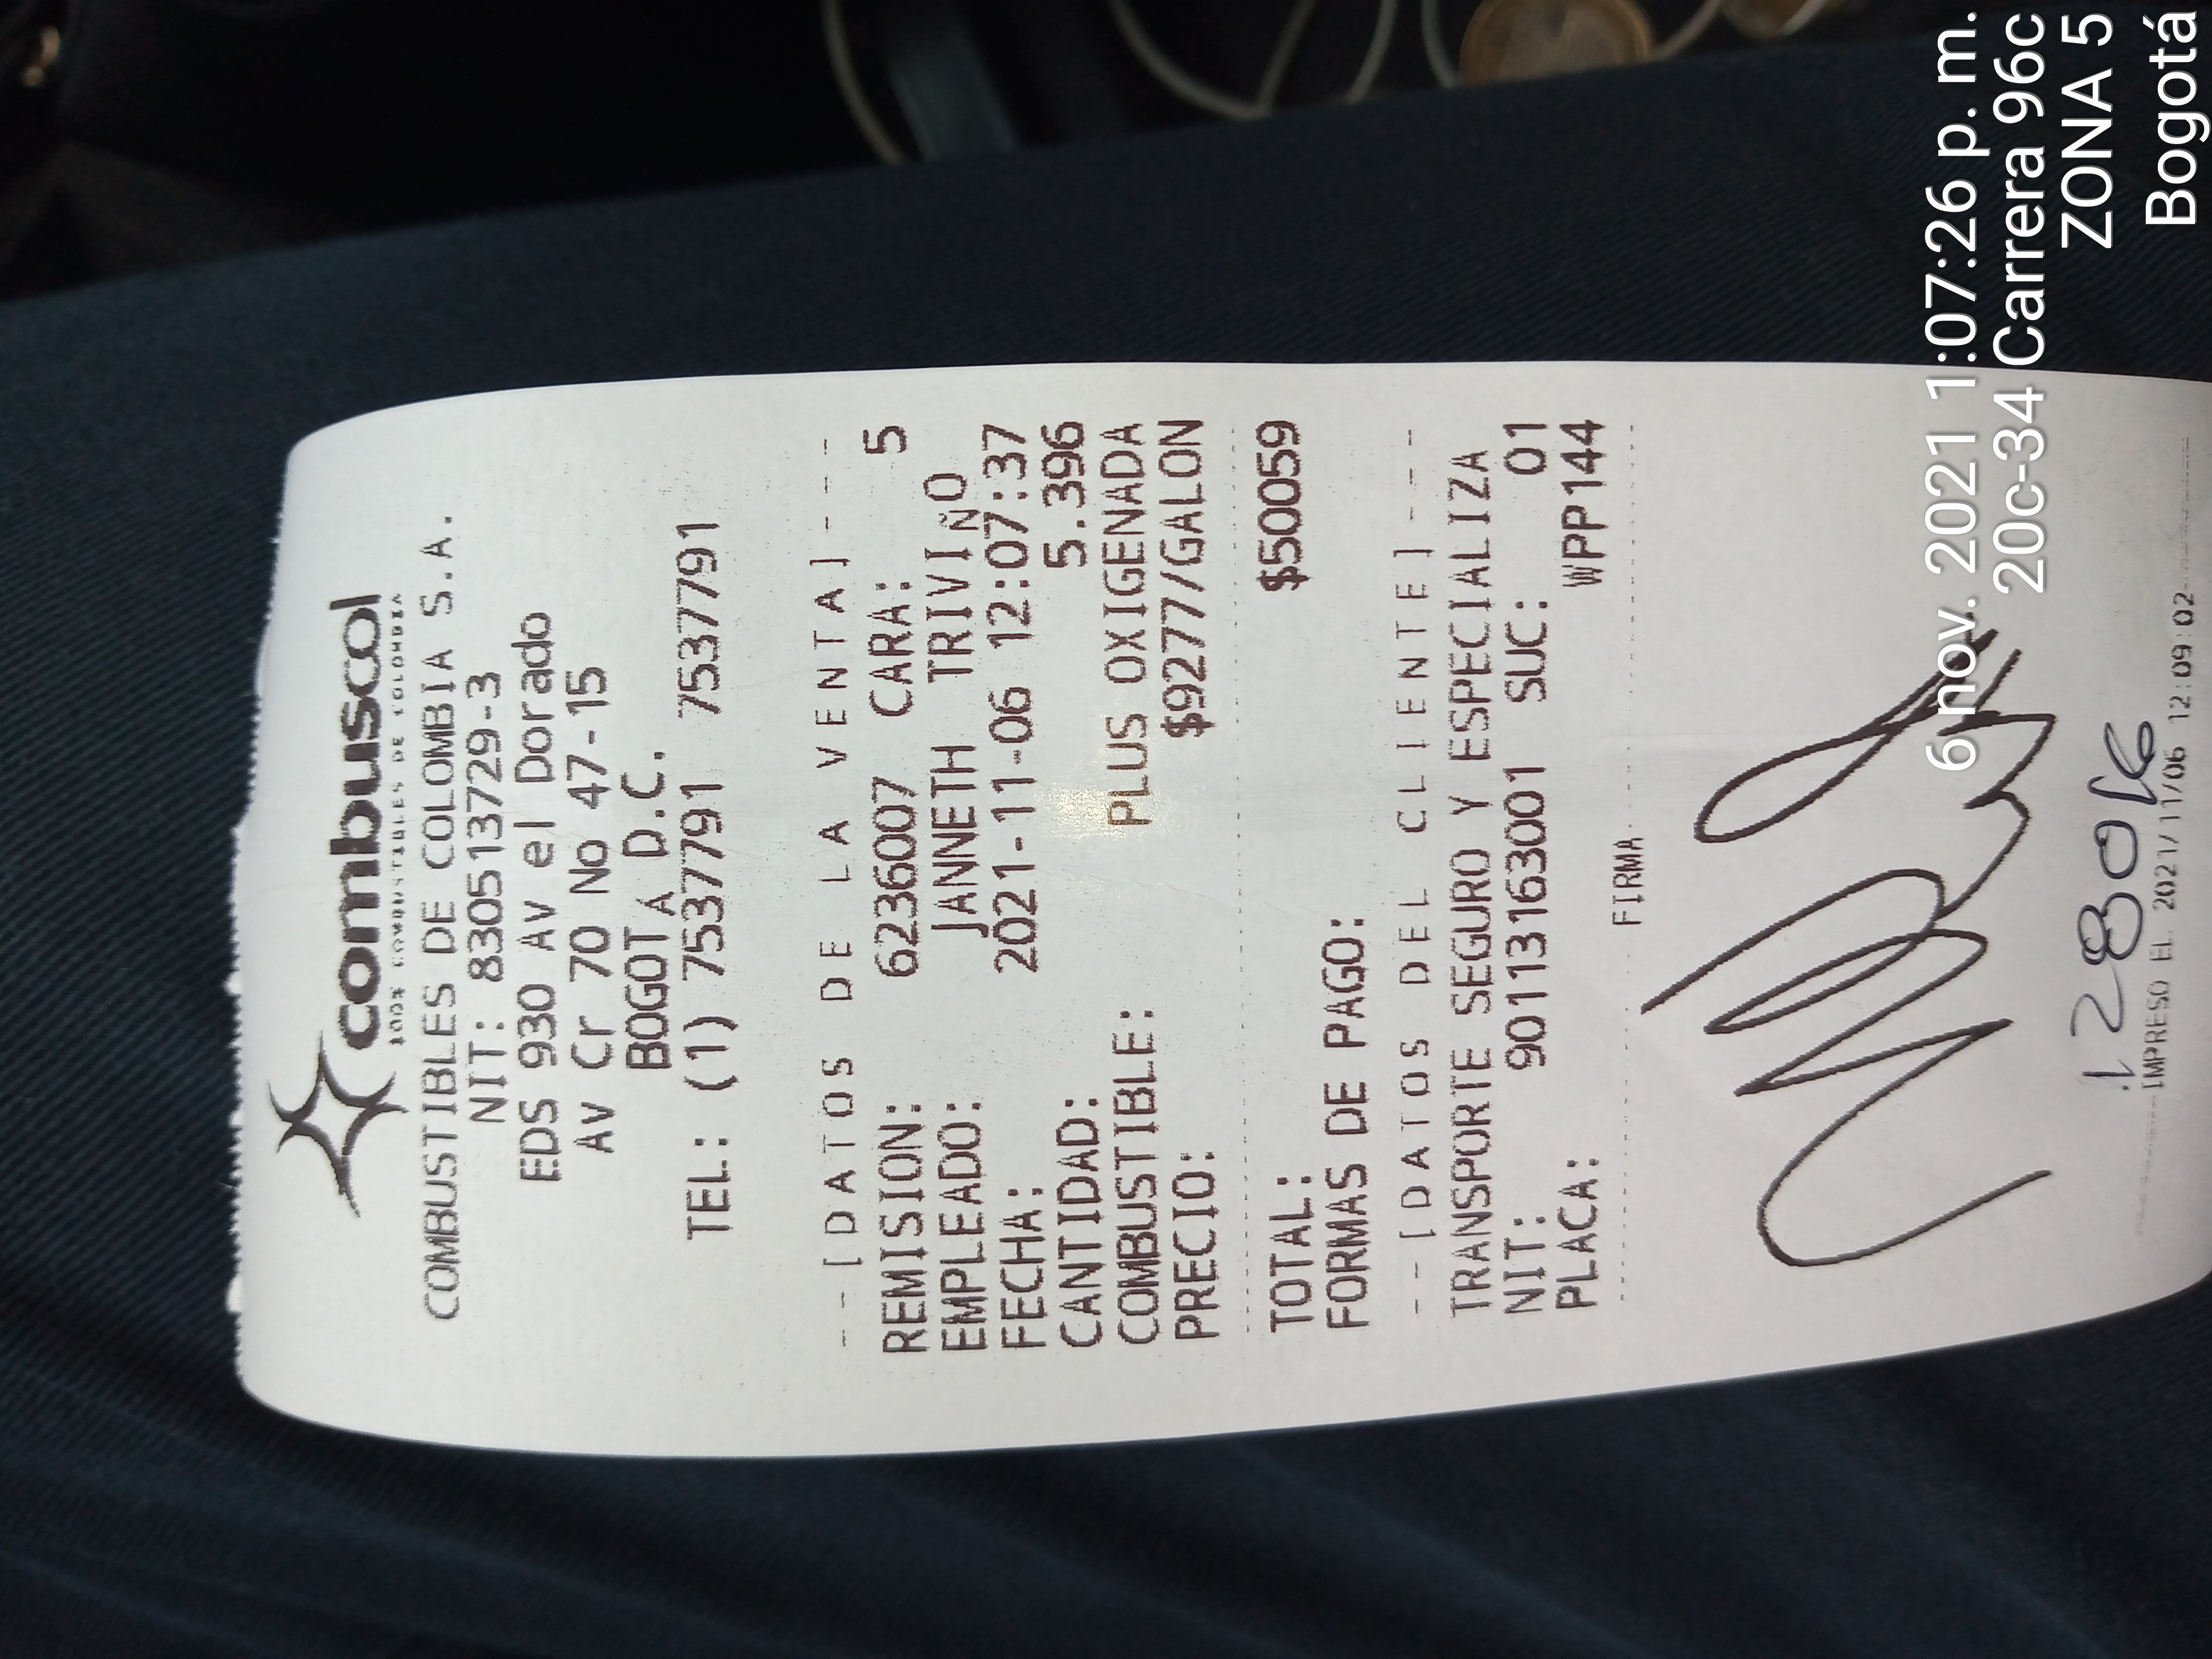 combuscol
100% COMBUSTIBLES DE COLOMBIA
COMBUSTIBLES DE COLOMBIA S.A.
NIT: 830513729-3
EDS 930 Av el Dorado
Av Cr 70 No 47-15
BOGOTA D.C.
TEL: (1) 7537791 7537791
--[DATOS DE LA VENTA]---
REMISION: 6236007 CARA: 5
EMPLEADO: JANNETH TRIVIÑO
FECHA: 2021-11-06 12:07:37
CANTIDAD: 5.396
COMBUSTIBLE: PLUS OXIGENADA
PRECIO: $9277/GALON
TOTAL: $50059
FORMAS DE PAGO:
--[DATOS DEL CLIENTE]---
TRANSPORTE SEGURO Y ESPECIALIZA
NIT: 9011316300​1 SUC: 01
PLACA: WPP144
FIRMA
128016
IMPRESO EL 2021/11/06 12:09:02
6 nov. 2021 1:07:26 p. m.
20c-34 Carrera 96c
ZONA 5
Bogotá